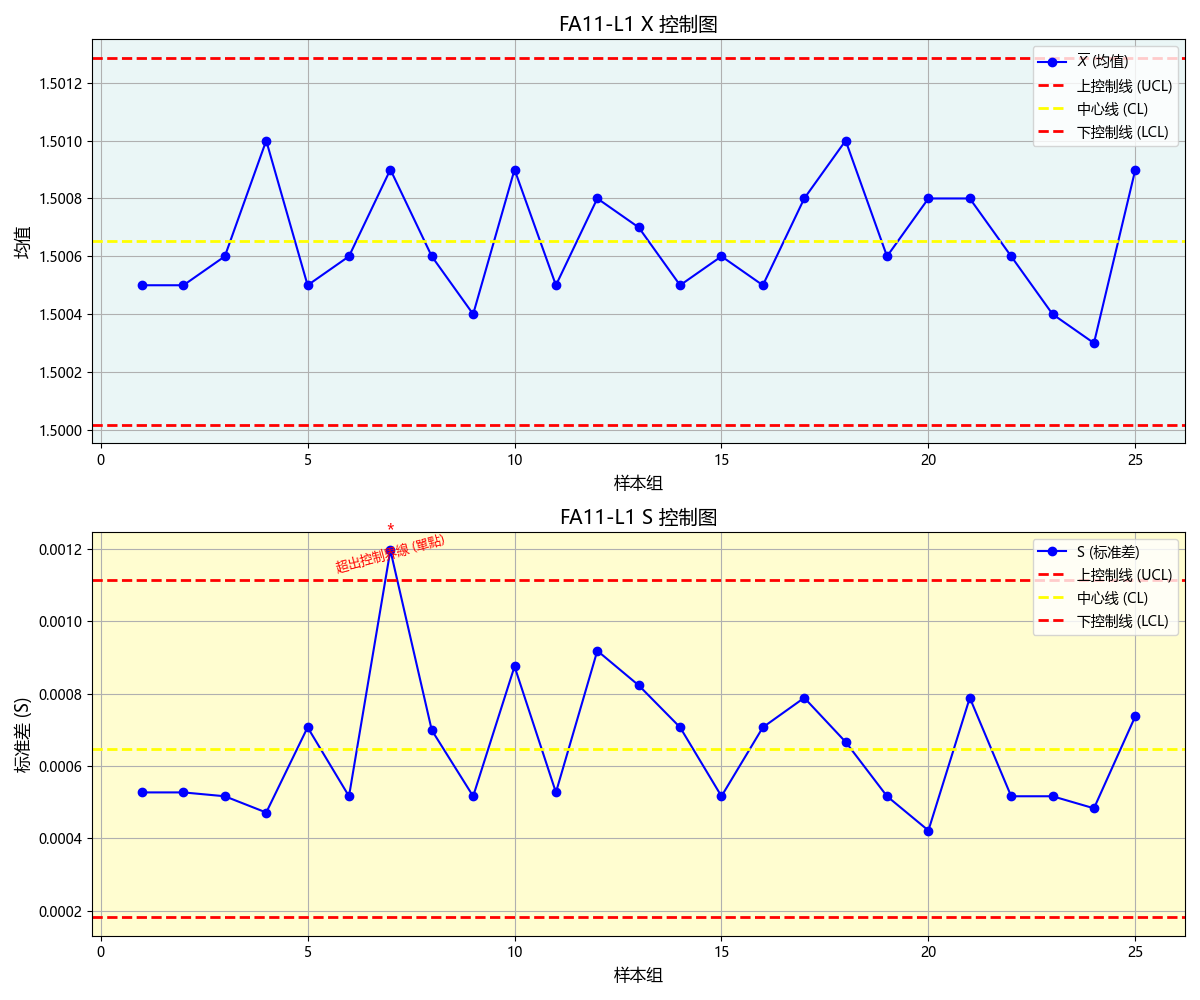 FA11-L1 X 控制图
1.5012
1.5010
1.5008
1.5006
1.5004
1.5002
1.5000
均值
X (均值)
上控制线 (UCL)
中心线 (CL)
下控制线 (LCL)
0 5 10 15 20 25
样本组
FA11-L1 S 控制图
*
超出控制界線 (單點)
0.0012
0.0010
0.0008
0.0006
0.0004
0.0002
标准差 (S)
S (标准差)
上控制线 (UCL)
中心线 (CL)
下控制线 (LCL)
0 5 10 15 20 25
样本组